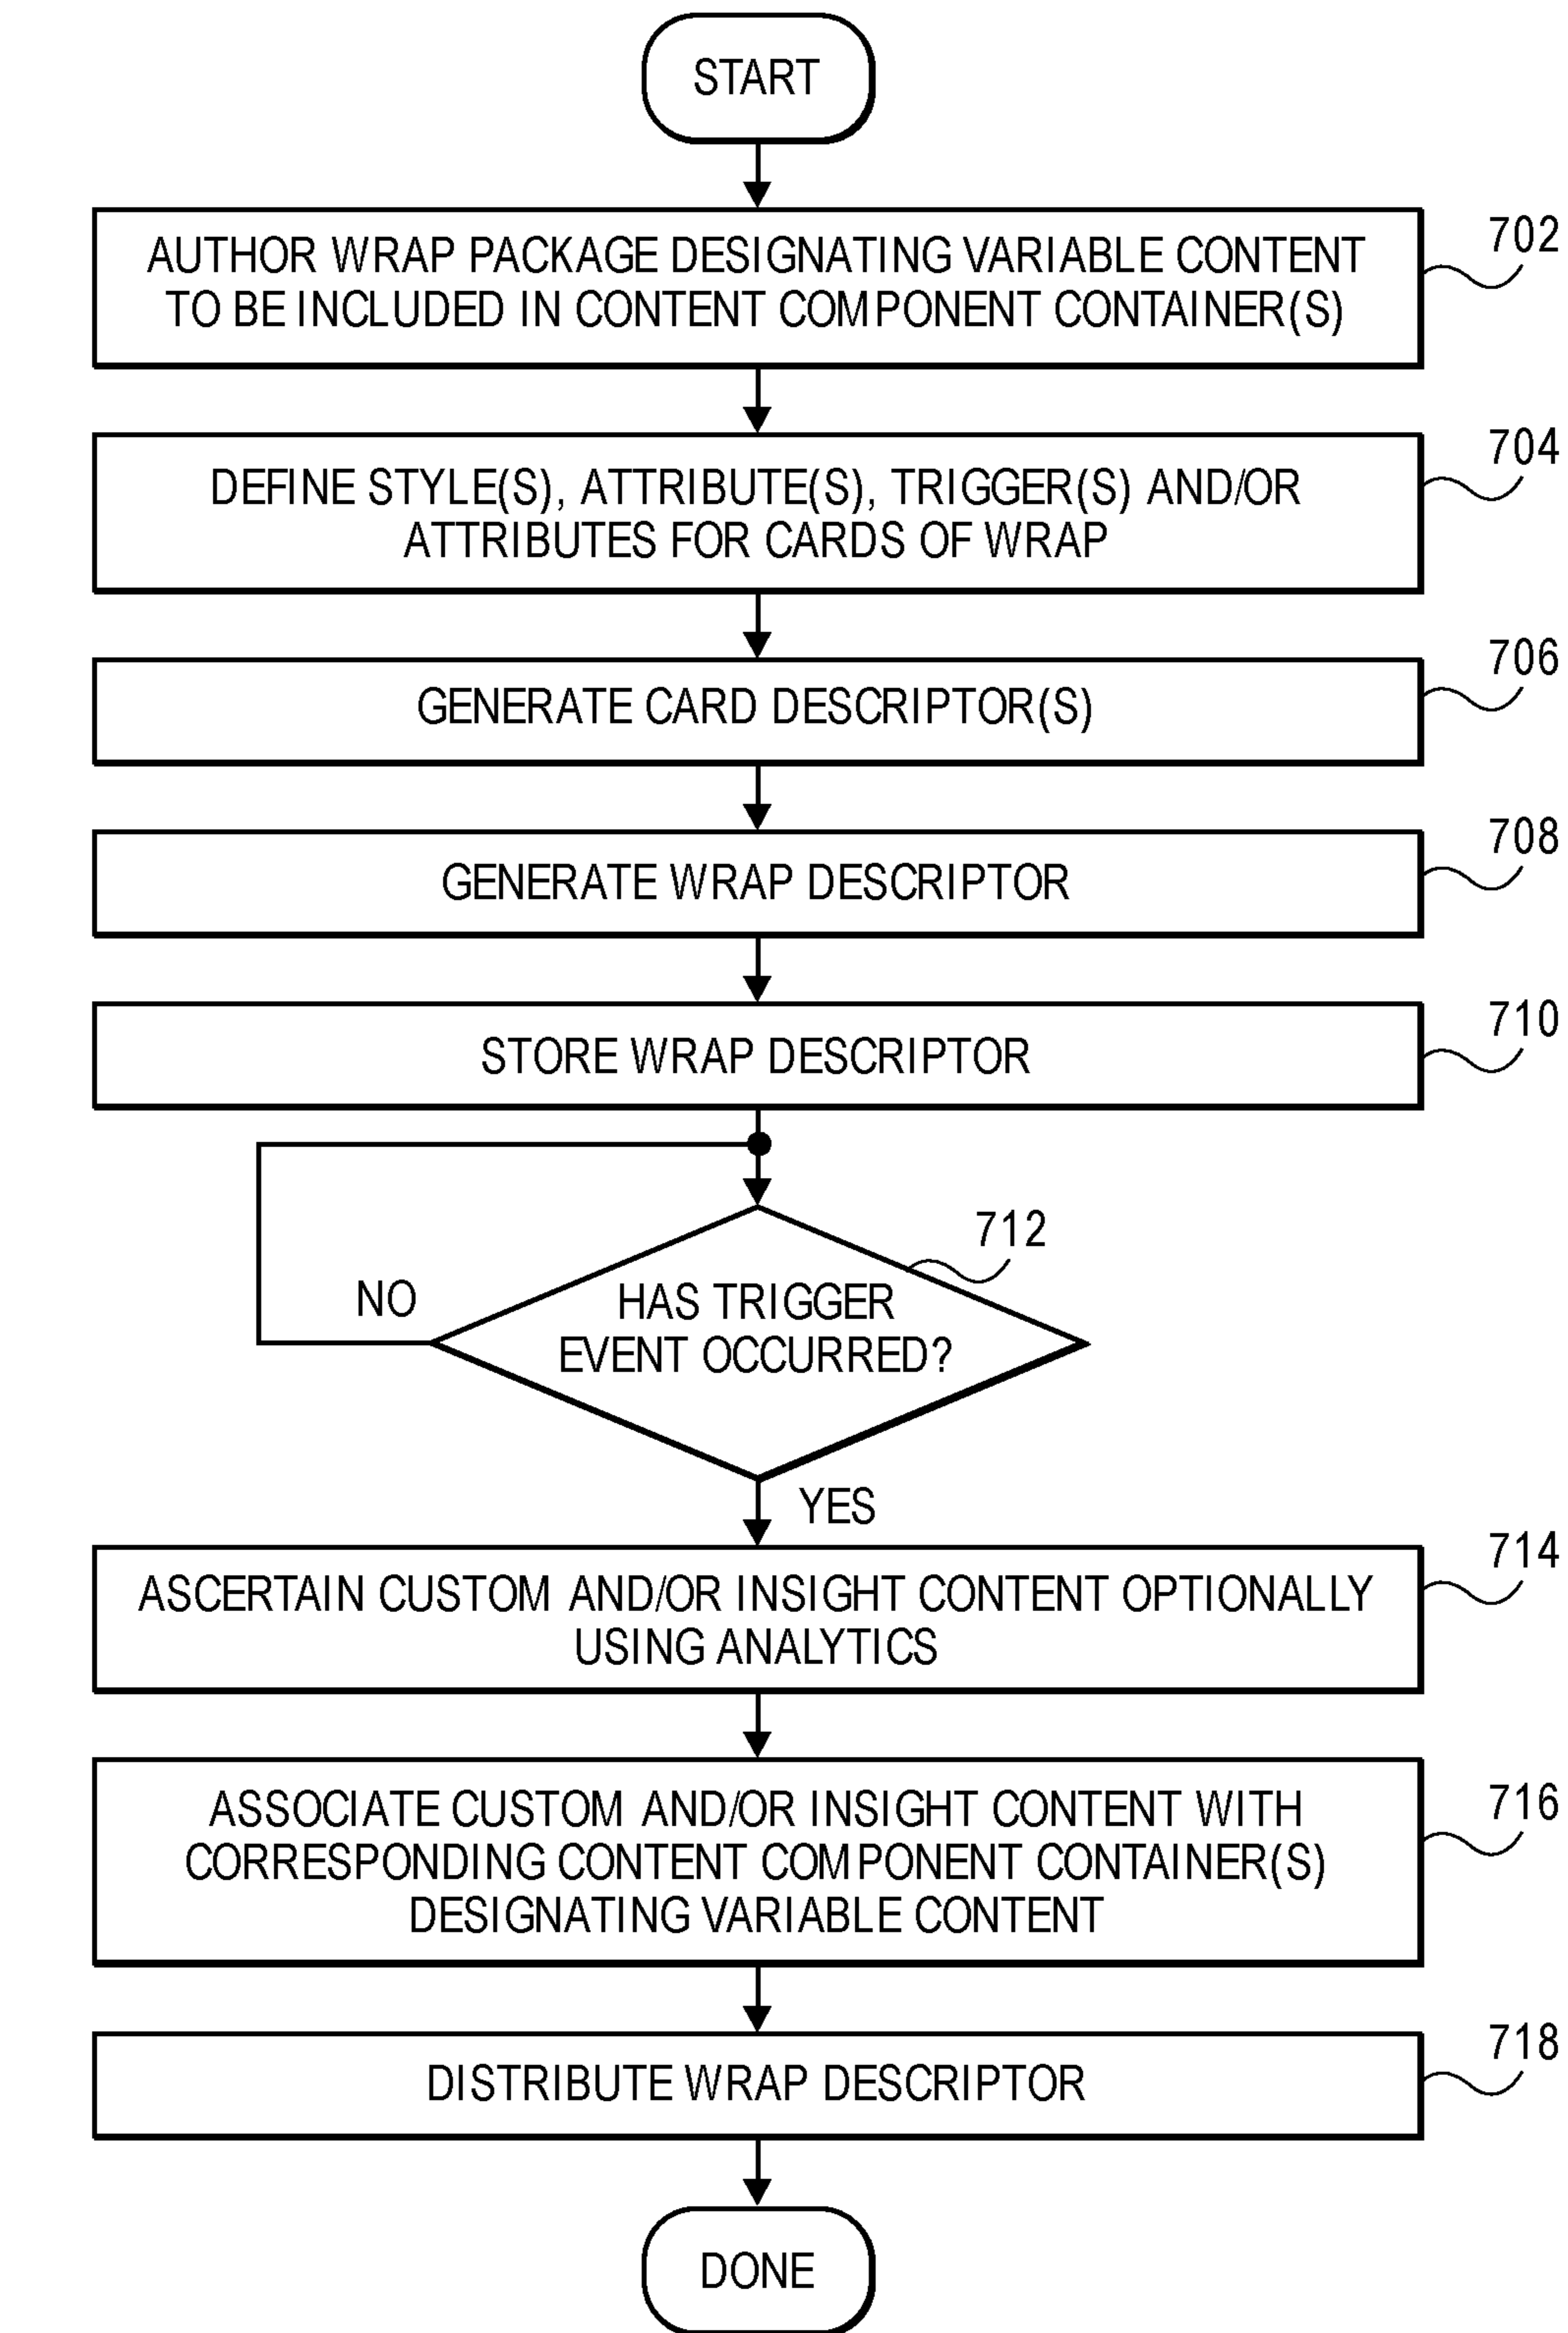 START
AUTHOR WRAP PACKAGE DESIGNATING VARIABLE CONTENT
TO BE INCLUDED IN CONTENT COMPONENT CONTAINER(S)
702
DEFINE STYLE(S), ATTRIBUTE(S), TRIGGER(S) AND/OR
ATTRIBUTES FOR CARDS OF WRAP
704
GENERATE CARD DESCRIPTOR(S)
706
GENERATE WRAP DESCRIPTOR
708
STORE WRAP DESCRIPTOR
710
712
NO
HAS TRIGGER
EVENT OCCURRED?
YES
ASCERTAIN CUSTOM AND/OR INSIGHT CONTENT OPTIONALLY
USING ANALYTICS
714
ASSOCIATE CUSTOM AND/OR INSIGHT CONTENT WITH
CORRESPONDING CONTENT COMPONENT CONTAINER(S)
DESIGNATING VARIABLE CONTENT
716
DISTRIBUTE WRAP DESCRIPTOR
718
DONE